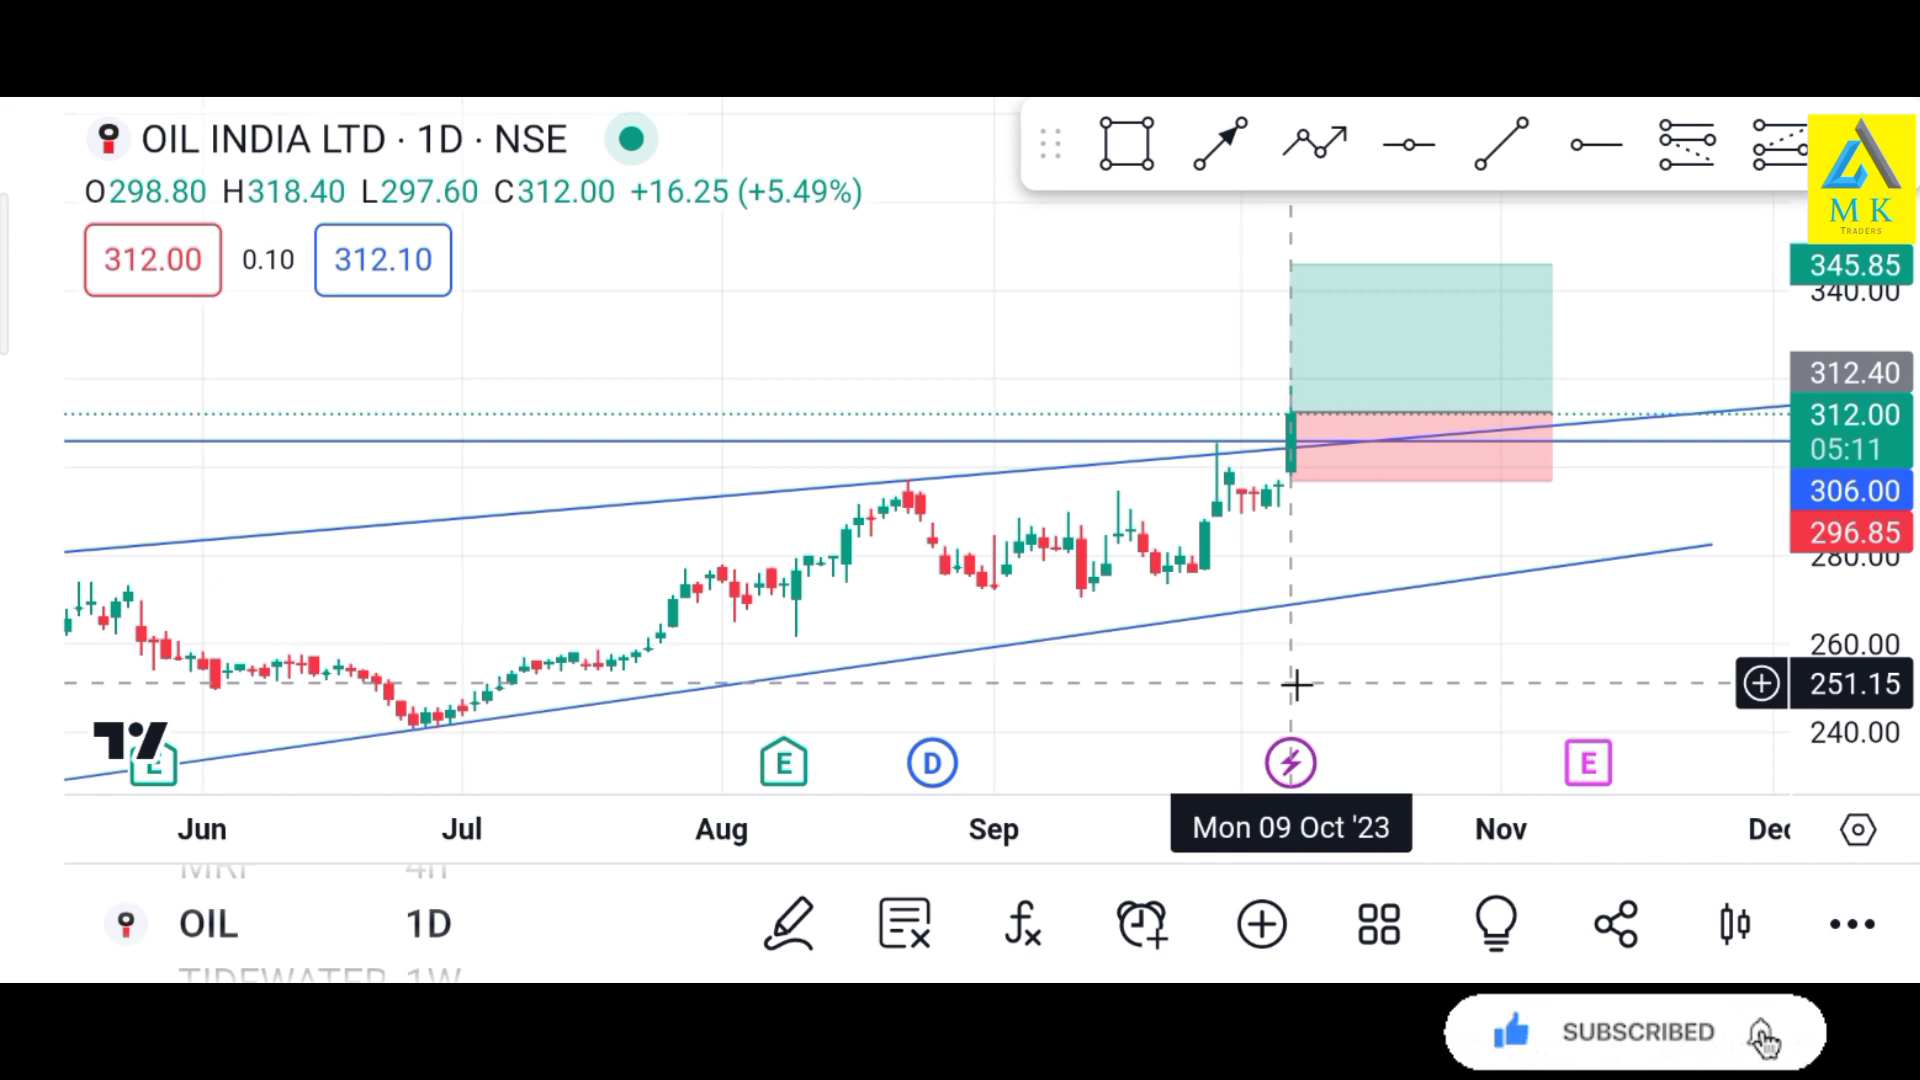 OIL INDIA LTD · 1D · NSE
O298.80 H318.40 L297.60 C312.00 +16.25 (+5.49%)
312.00 0.10 312.10
M K
TRADERS
345.85
340.00
312.40
312.00
05:11
306.00
296.85
280.00
260.00
251.15
240.00
E E D E
Jun Jul Aug Sep Mon 09 Oct '23 Nov Dec
MRF 4h
OIL 1D
TIDEWATER 1W
SUBSCRIBED